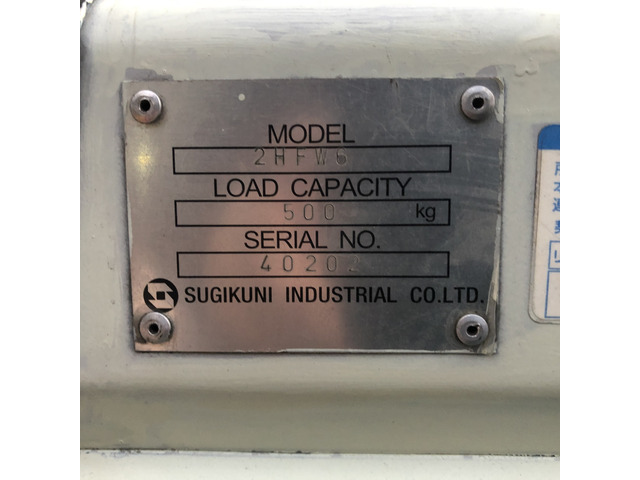 MODEL
2HFW6
LOAD CAPACITY
500 kg
SERIAL NO.
40202
SUGIKUNI INDUSTRIAL CO.LTD.